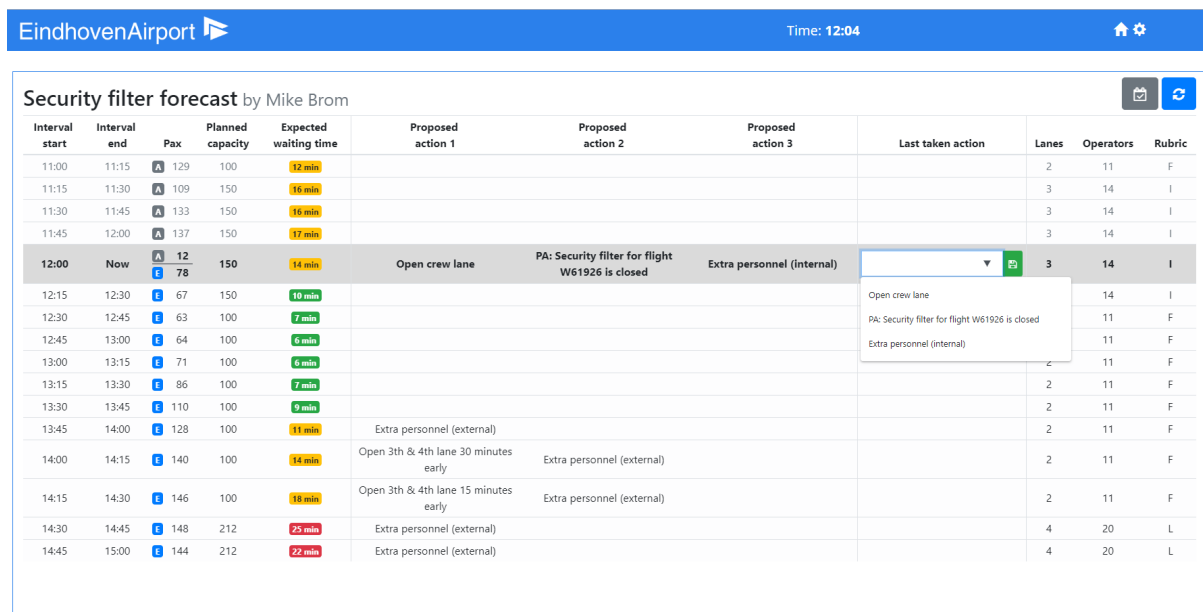 EindhovenAirport
Time: 12:04
Security filter forecast by Mike Brom
Interval start Interval end Pax Planned capacity Expected waiting time Proposed action 1 Proposed action 2 Proposed action 3 Last taken action Lanes Operators Rubric
11:00 11:15 A 129 100 12 min 2 11 F
11:15 11:30 A 109 150 16 min 3 14 I
11:30 11:45 A 133 150 16 min 3 14 I
11:45 12:00 A 137 150 17 min 3 14 I
12:00 Now A 12 E 78 150 14 min Open crew lane PA: Security filter for flight W61926 is closed Extra personnel (internal) 3 14 I
12:15 12:30 E 67 150 10 min 14 I
Open crew lane
12:30 12:45 E 63 100 7 min 11 F
PA: Security filter for flight W61926 is closed
12:45 13:00 E 64 100 6 min 11 F
Extra personnel (internal)
13:00 13:15 E 71 100 6 min 2 11 F
13:15 13:30 E 86 100 7 min 2 11 F
13:30 13:45 E 110 100 9 min 2 11 F
13:45 14:00 E 128 100 11 min Extra personnel (external) 2 11 F
14:00 14:15 E 140 100 14 min Open 3th & 4th lane 30 minutes early Extra personnel (external) 2 11 F
14:15 14:30 E 146 100 18 min Open 3th & 4th lane 15 minutes early Extra personnel (external) 2 11 F
14:30 14:45 E 148 212 25 min Extra personnel (external) 4 20 L
14:45 15:00 E 144 212 22 min Extra personnel (external) 4 20 L